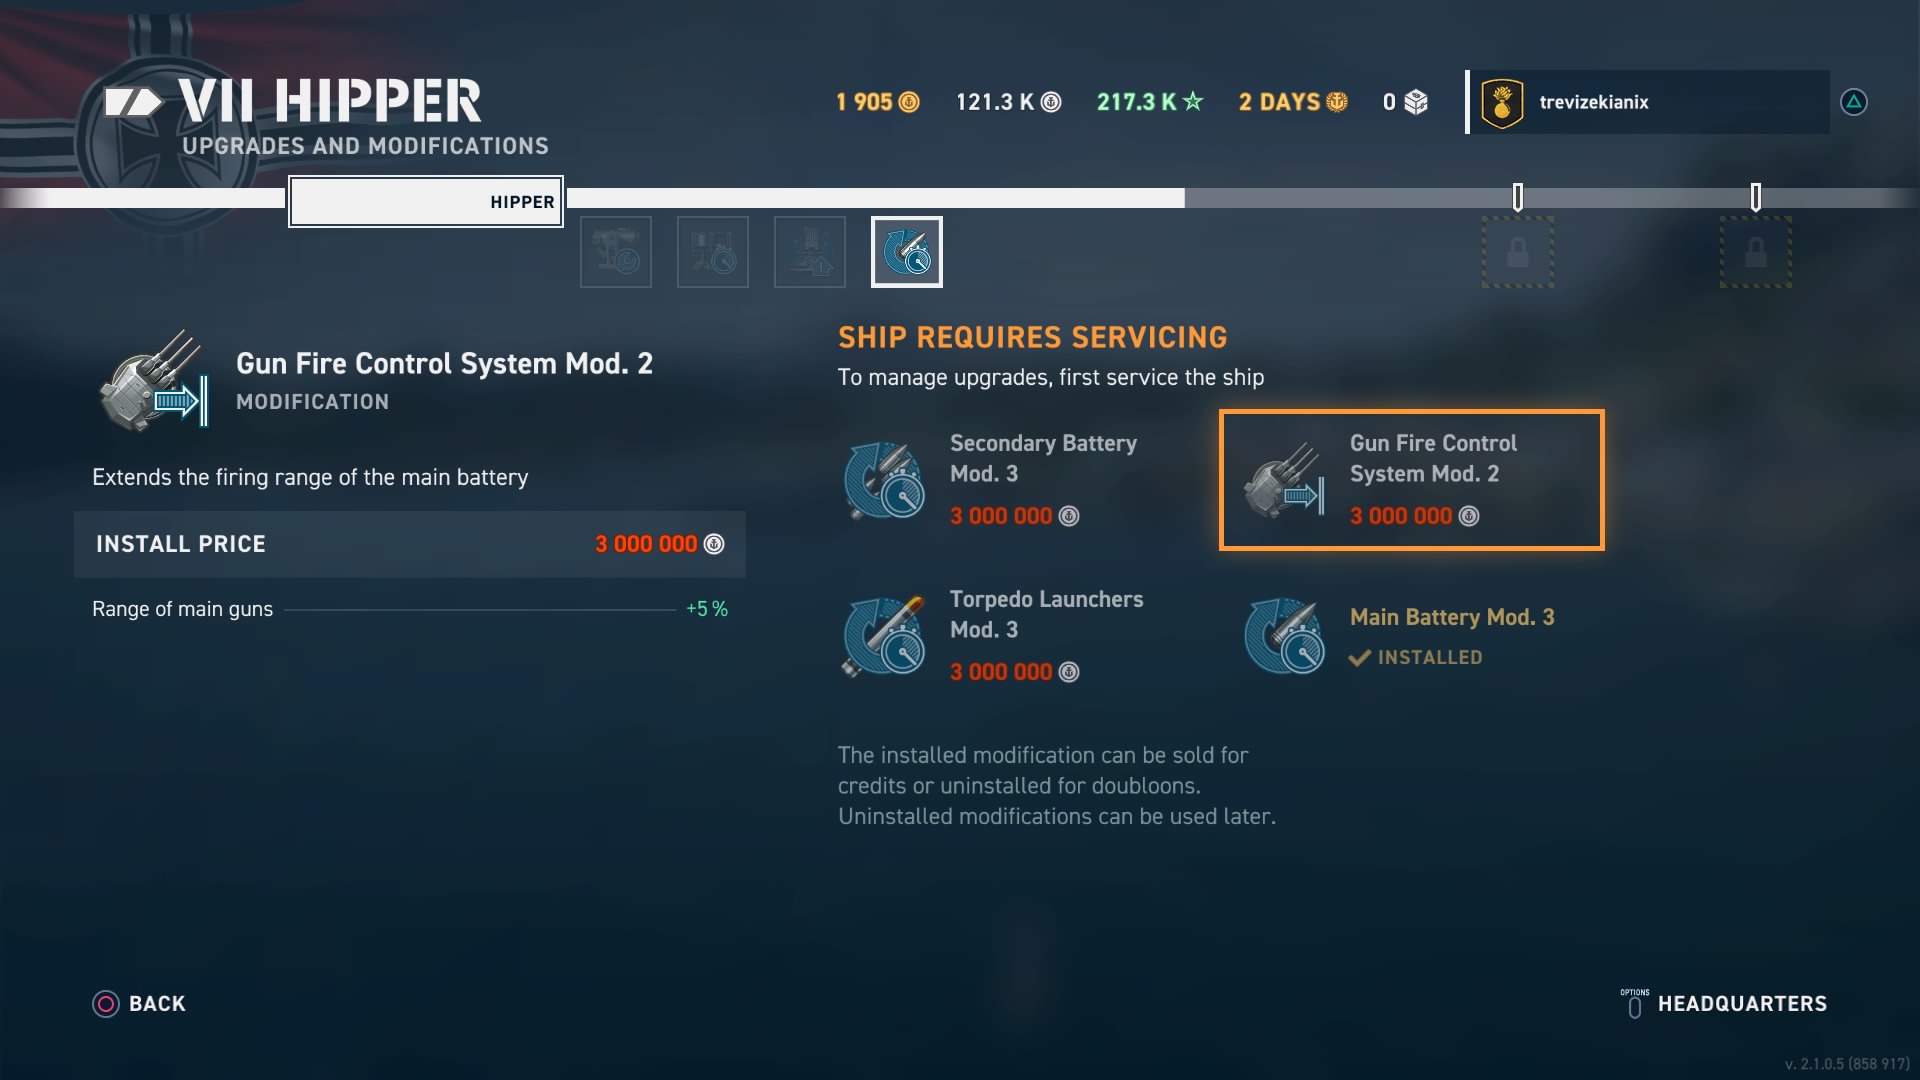 VII HIPPER
UPGRADES AND MODIFICATIONS
1 905
121.3 K
217.3 K
2 DAYS
0
trevizekianix
HIPPER
Gun Fire Control System Mod. 2
MODIFICATION
Extends the firing range of the main battery
INSTALL PRICE 3 000 000
Range of main guns +5 %
SHIP REQUIRES SERVICING
To manage upgrades, first service the ship
Secondary Battery
Mod. 3
3 000 000
Gun Fire Control
System Mod. 2
3 000 000
Torpedo Launchers
Mod. 3
3 000 000
Main Battery Mod. 3
INSTALLED
The installed modification can be sold for
credits or uninstalled for doubloons.
Uninstalled modifications can be used later.
BACK
OPTIONS
HEADQUARTERS
v. 2.1.0.5 (858 917)